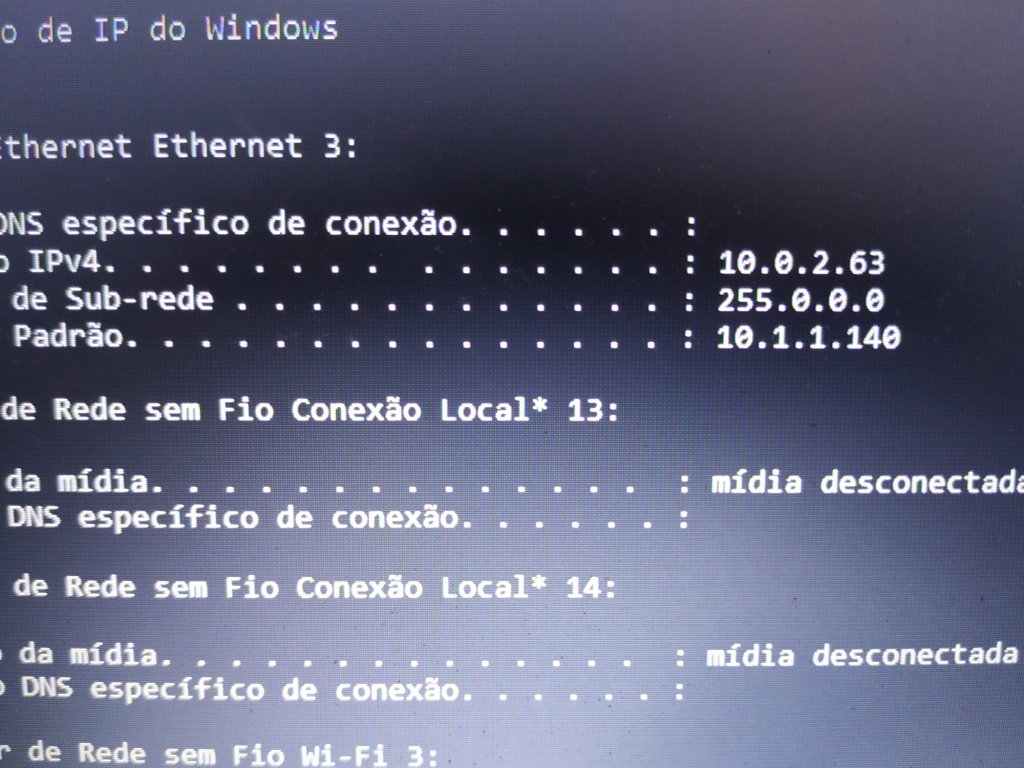 o de IP do Windows
Ethernet Ethernet 3:
DNS específico de conexão. . . . . . :
o IPv4. . . . . . . . . . . . . . . : 10.0.2.63
de Sub-rede . . . . . . . . . . . . . : 255.0.0.0
Padrão. . . . . . . . . . . . . . . : 10.1.1.140
de Rede sem Fio Conexão Local* 13:
da mídia. . . . . . . . . . . . . . : mídia desconectada
DNS específico de conexão. . . . . . :
de Rede sem Fio Conexão Local* 14:
o da mídia. . . . . . . . . . . . . . : mídia desconectada
o DNS específico de conexão. . . . . . :
r de Rede sem Fio Wi-Fi 3: